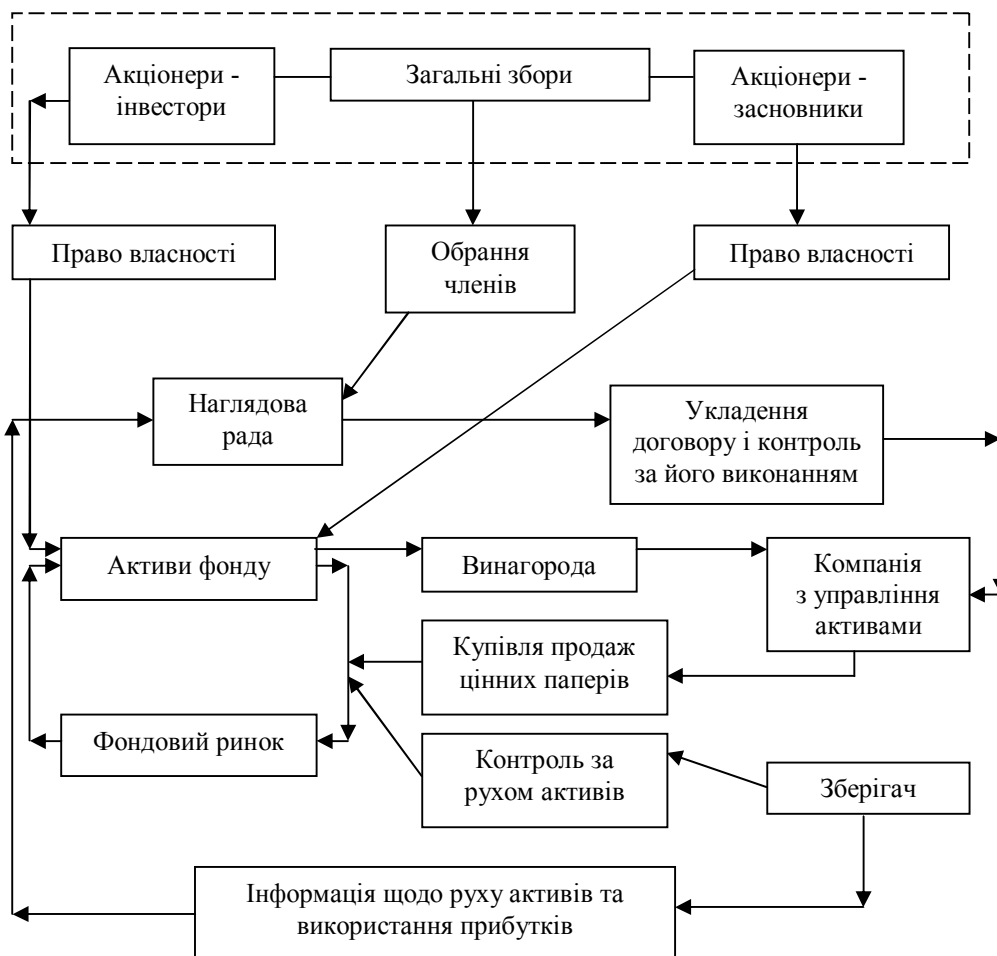 Акціонери -
інвестори
Загальні збори
Акціонери -
засновники
Право власності
Обрання
членів
Право власності
Наглядова
рада
Укладення
договору і контроль
за його виконанням
Активи фонду
Винагорода
Компанія
з управління
активами
Купівля продаж
цінних паперів
Фондовий ринок
Контроль за
рухом активів
Зберігач
Інформація щодо руху активів та
використання прибутків